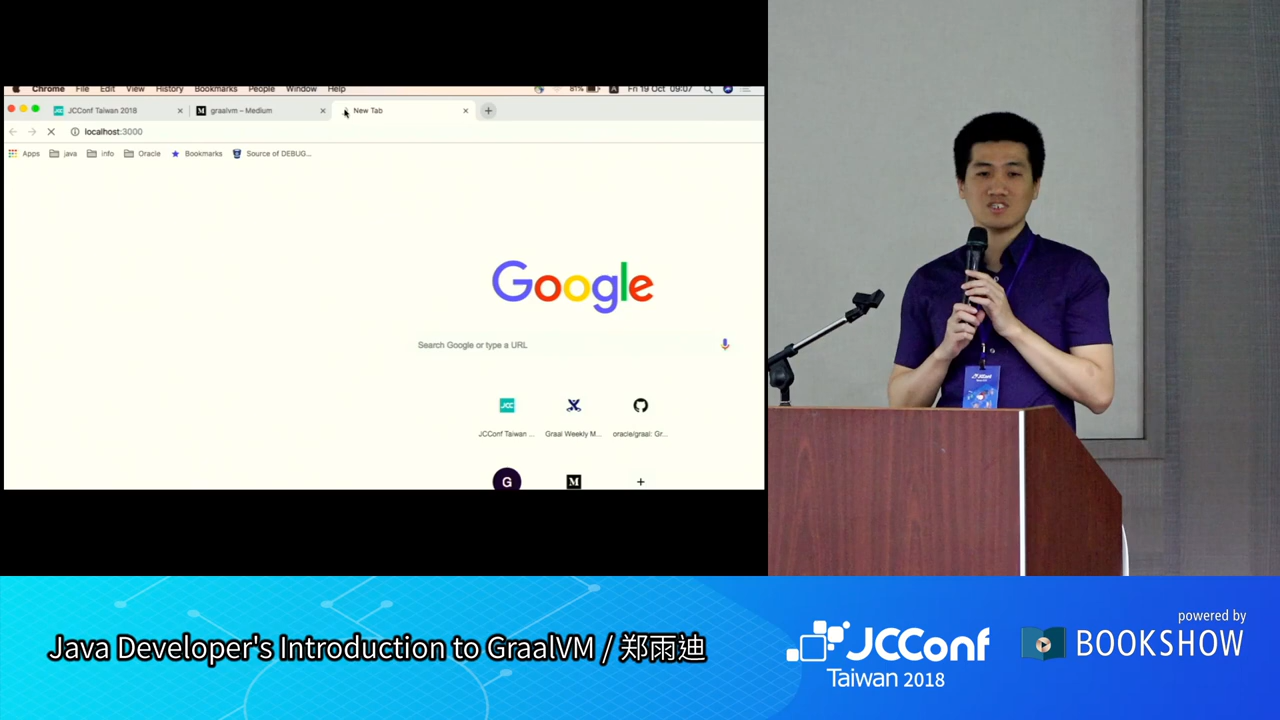 Chrome File Edit View History Bookmarks People Window Help 81% Fri 19 Oct 09:07
JCCConf Taiwan 2018 graalvm – Medium New Tab
localhost:3000
Apps java info Oracle Bookmarks Source of DEBUG...
Google
Search Google or type a URL
JCC
JCConf Taiwan ... Graal Weekly M... oracle/graal: Gr...
G M +
JCConf
Java Developer's Introduction to GraalVM / 郑雨迪
JCConf
Taiwan 2018
powered by
BOOKSHOW